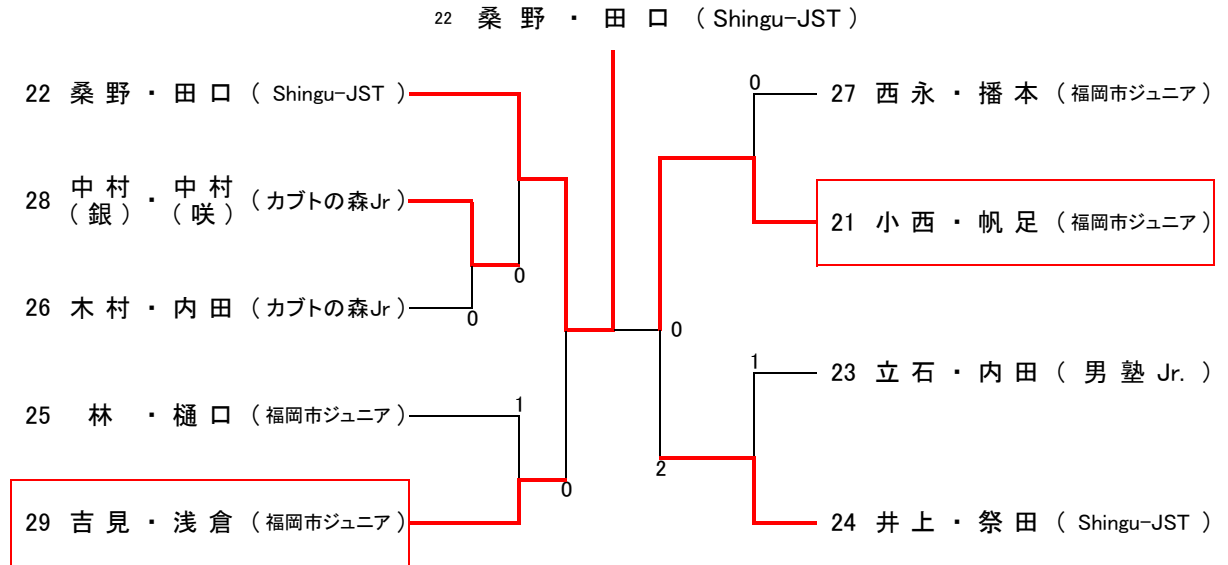 22 桑野・田口 (Shingu-JST)
22 桑野・田口 (Shingu-JST)
28 中村(銀)・中村(咲) (カブトの森Jr)
0
0
26 木村・内田 (カブトの森Jr)
25 林・樋口 (福岡市ジュニア)
1
0
29 吉見・浅倉 (福岡市ジュニア)
0
27 西永・播本 (福岡市ジュニア)
21 小西・帆足 (福岡市ジュニア)
0
1
23 立石・内田 (男塾Jr.)
2
24 井上・祭田 (Shingu-JST)